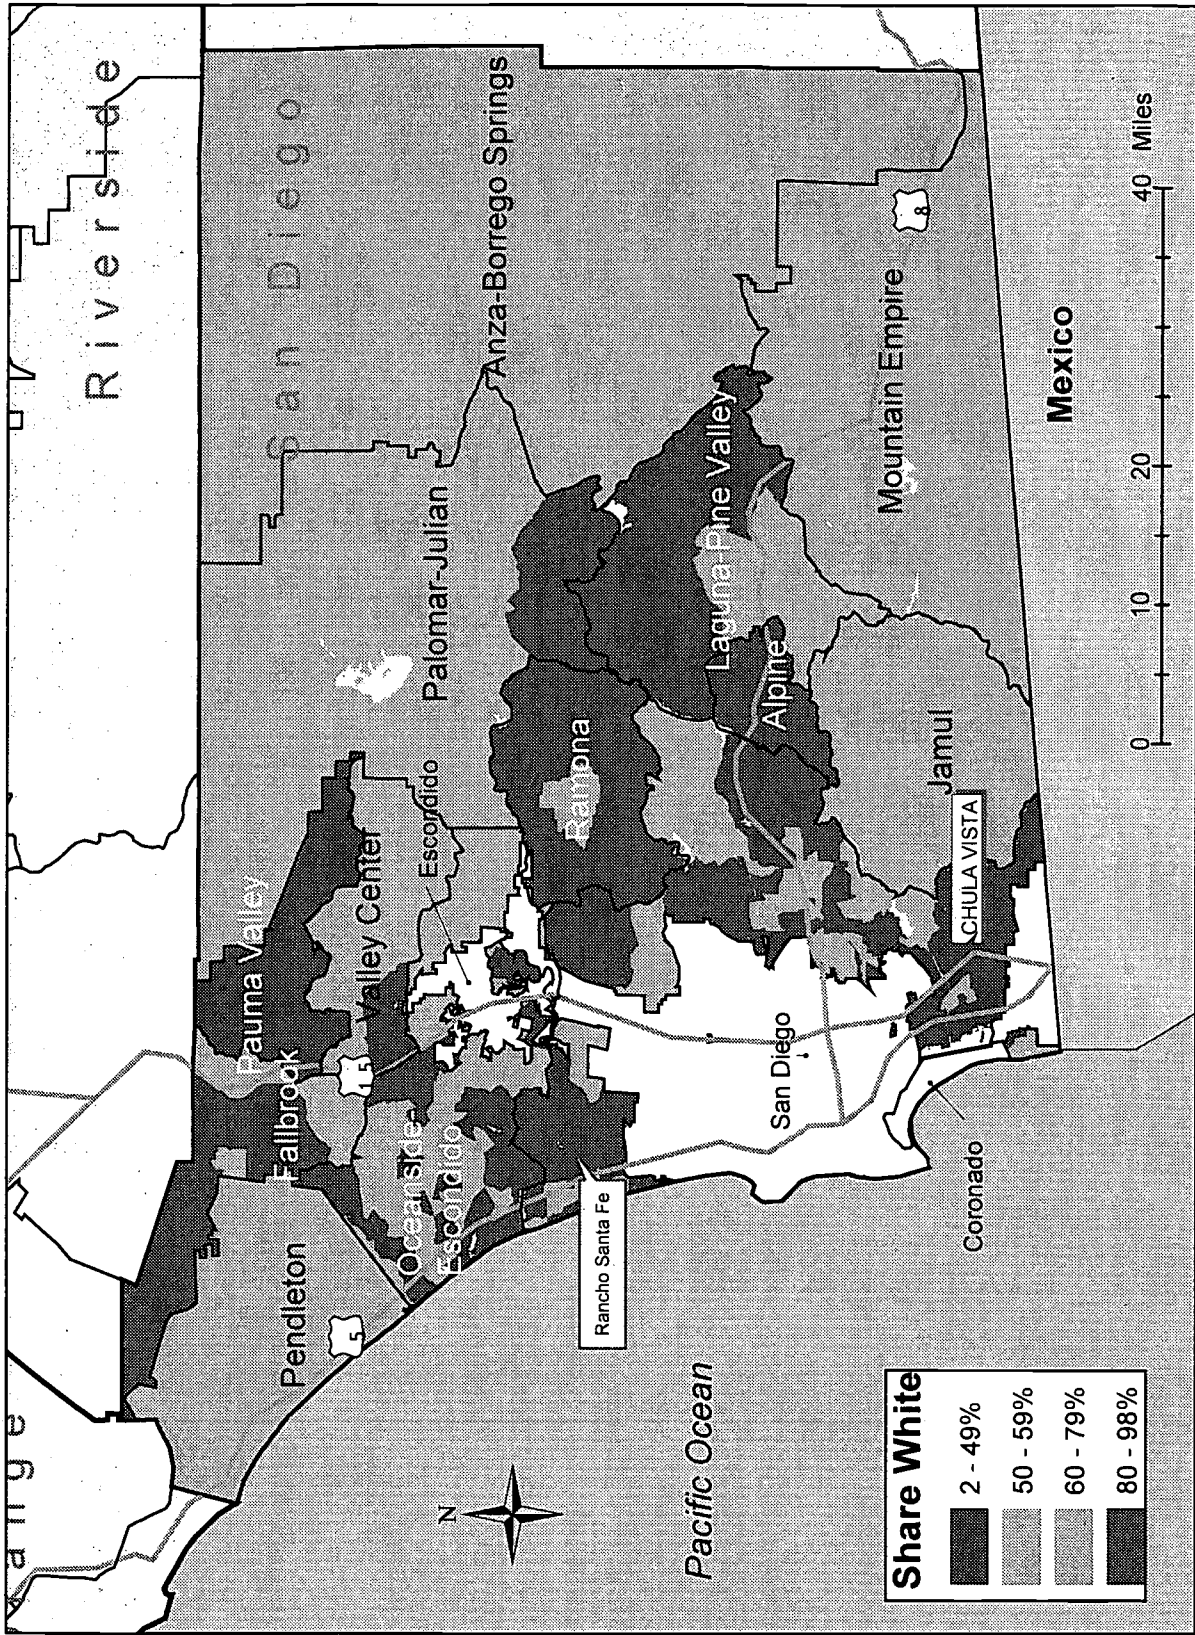 ange
Riverside
San Diego
Pendleton
5
Fallbrook
Pauma Valley
15
Valley Center
Oceanside
Escondido
Escondido
Palomar-Julian
Anza-Borrego Springs
Rancho Santa Fe
Ramona
Laguna-Pine Valley
Alpine
San Diego
Mountain Empire
8
Jamul
CHULA VISTA
Coronado
Mexico
Pacific Ocean
N
Share White
2 - 49%
50 - 59%
60 - 79%
80 - 98%
0 10 20 40 Miles